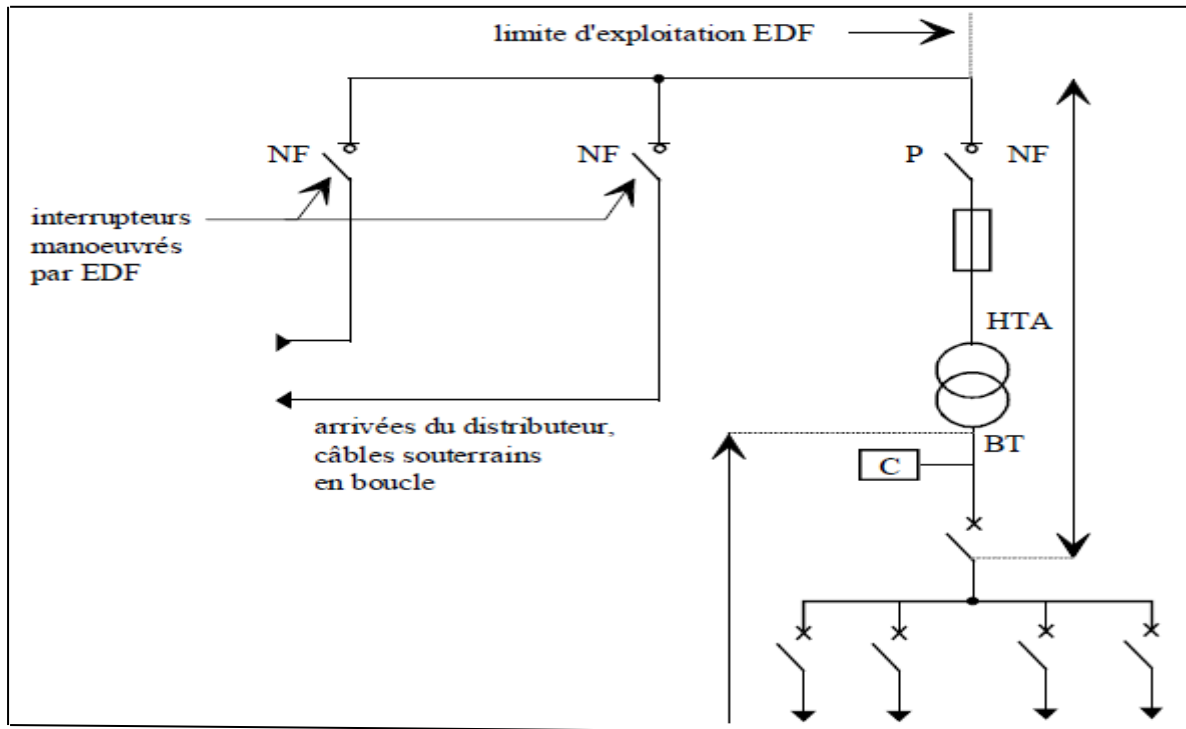 limite d'exploitation EDF
NF
NF
P
NF
interrupteurs
manoeuvrés
par EDF
HTA
arrivées du distributeur,
câbles souterrains
en boucle
BT
C